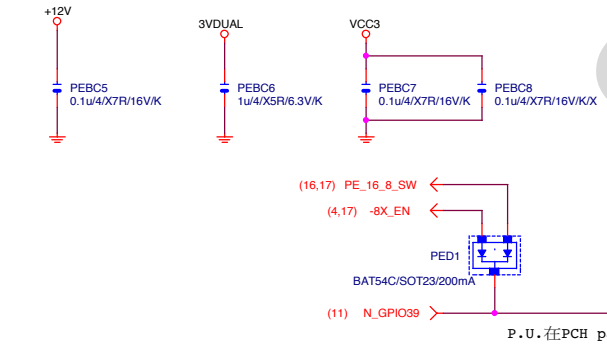 +12V
3VDUAL
VCC3
PEBC5
0.1u/4/X7R/16V/K
PEBC6
1u/4/X5R/6.3V/K
PEBC7
0.1u/4/X7R/16V/K
PEBC8
0.1u/4/X7R/16V/K/X
(16,17) PE_16_8_SW
(4,17) -8X_EN
PED1
BAT54C/SOT23/200mA
(11) N_GPIO39
P.U.在PCH p